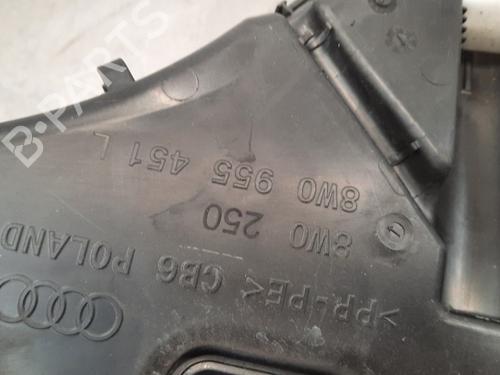 8W0 955 451 L
8W0 250
>PP-PE< CB6 POLAND
B-PARTS